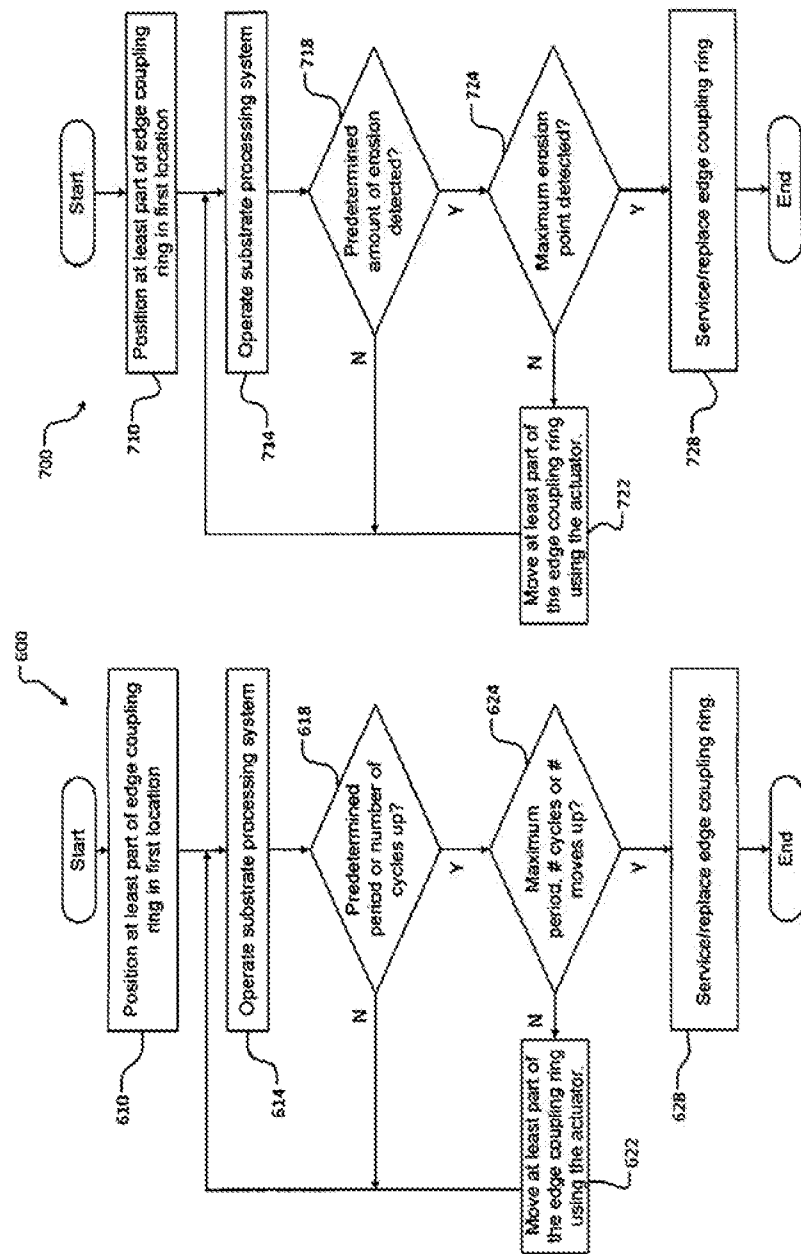 600
Start
Position at least part of edge coupling
ring in first location
610
Operate substrate processing system
614
Predetermined
period or number of
cycles up?
618
N
Y
Maximum
period, # cycles or #
moves up?
624
N
Y
Move at least part of
the edge coupling ring
using the actuator.
622
Service/replace edge coupling ring.
628
End
700
Start
Position at least part of edge coupling
ring in first location
710
Operate substrate processing system
714
Predetermined
amount of erosion
detected?
718
N
Y
Maximum erosion
point detected?
724
N
Y
Move at least part of
the edge coupling ring
using the actuator.
722
Service/replace edge coupling ring
728
End